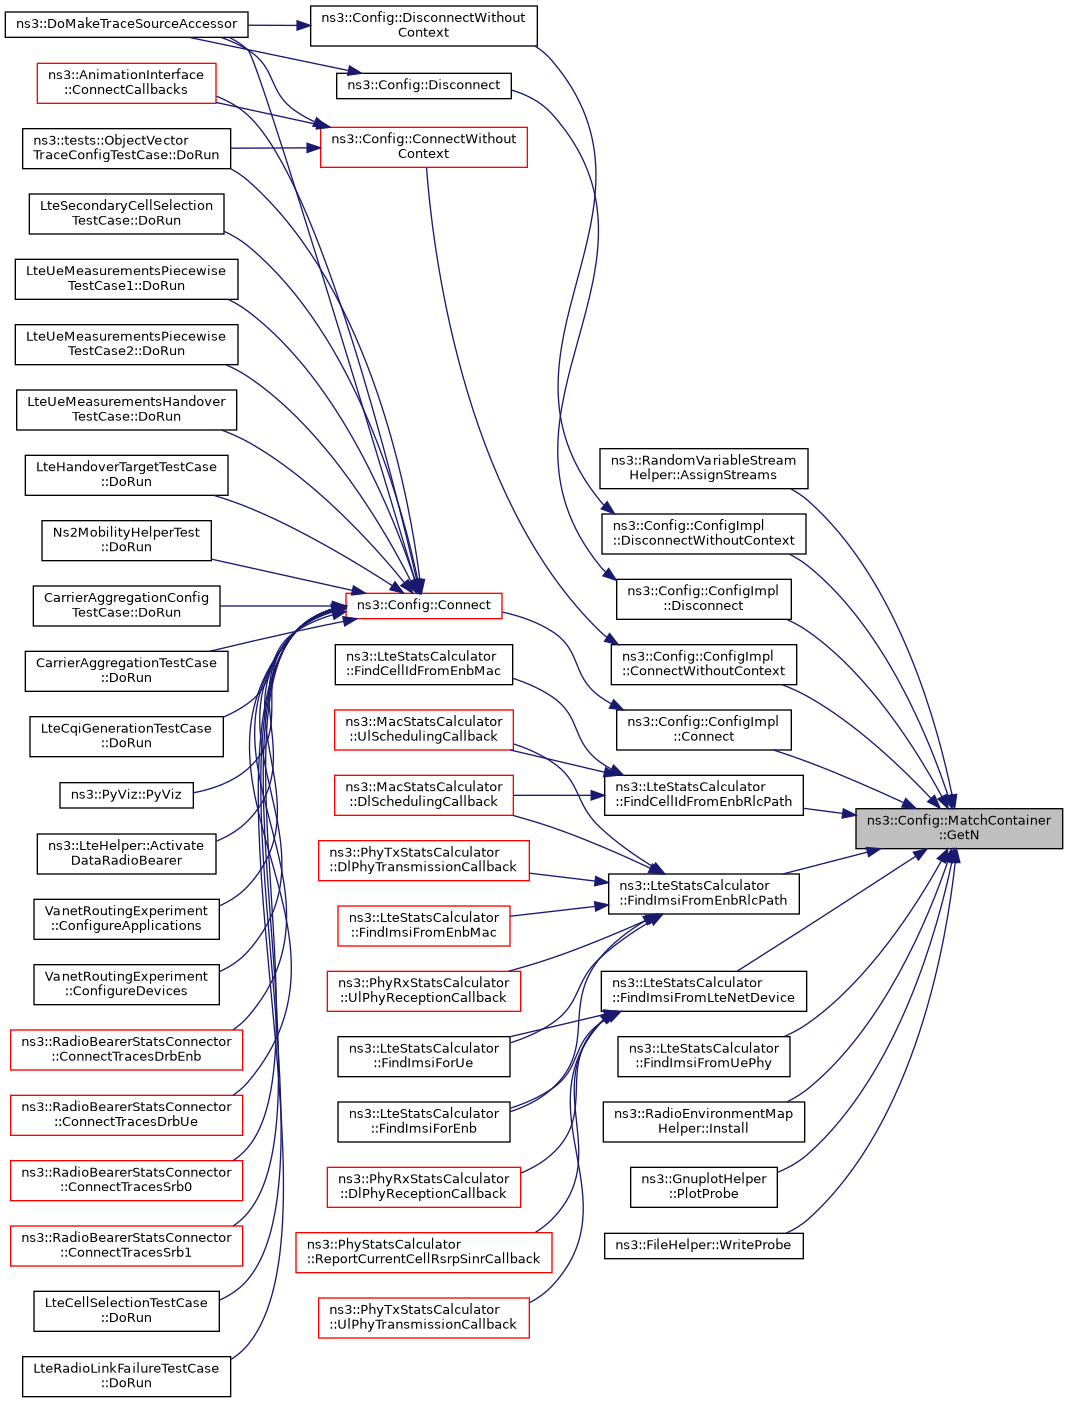 ns3::DoMakeTraceSourceAccessor
ns3::AnimationInterface
::ConnectCallbacks
ns3::tests::ObjectVector
TraceConfigTestCase::DoRun
LteSecondaryCellSelection
TestCase::DoRun
LteUeMeasurementsPiecewise
TestCase1::DoRun
LteUeMeasurementsPiecewise
TestCase2::DoRun
LteUeMeasurementsHandover
TestCase::DoRun
LteHandoverTargetTestCase
::DoRun
Ns2MobilityHelperTest
::DoRun
CarrierAggregationConfig
TestCase::DoRun
CarrierAggregationTestCase
::DoRun
LteCqiGenerationTestCase
::DoRun
ns3::PyViz::PyViz
ns3::LteHelper::Activate
DataRadioBearer
VanetRoutingExperiment
::ConfigureApplications
VanetRoutingExperiment
::ConfigureDevices
ns3::RadioBearerStatsConnector
::ConnectTracesDrbEnb
ns3::RadioBearerStatsConnector
::ConnectTracesDrbUe
ns3::RadioBearerStatsConnector
::ConnectTracesSrb0
ns3::RadioBearerStatsConnector
::ConnectTracesSrb1
LteCellSelectionTestCase
::DoRun
LteRadioLinkFailureTestCase
::DoRun
ns3::Config::DisconnectWithout
Context
ns3::Config::Disconnect
ns3::Config::ConnectWithout
Context
ns3::Config::Connect
ns3::LteStatsCalculator
::FindCellIdFromEnbMac
ns3::MacStatsCalculator
::UlSchedulingCallback
ns3::MacStatsCalculator
::DlSchedulingCallback
ns3::PhyTxStatsCalculator
::DlPhyTransmissionCallback
ns3::LteStatsCalculator
::FindImsiFromEnbMac
ns3::PhyRxStatsCalculator
::UlPhyReceptionCallback
ns3::LteStatsCalculator
::FindImsiForUe
ns3::LteStatsCalculator
::FindImsiForEnb
ns3::PhyRxStatsCalculator
::DlPhyReceptionCallback
ns3::PhyStatsCalculator
::ReportCurrentCellRsrpSinrCallback
ns3::PhyTxStatsCalculator
::UlPhyTransmissionCallback
ns3::RandomVariableStream
Helper::AssignStreams
ns3::Config::ConfigImpl
::DisconnectWithoutContext
ns3::Config::ConfigImpl
::Disconnect
ns3::Config::ConfigImpl
::ConnectWithoutContext
ns3::Config::ConfigImpl
::Connect
ns3::LteStatsCalculator
::FindCellIdFromEnbRlcPath
ns3::LteStatsCalculator
::FindImsiFromEnbRlcPath
ns3::LteStatsCalculator
::FindImsiFromLteNetDevice
ns3::LteStatsCalculator
::FindImsiFromUePhy
ns3::RadioEnvironmentMap
Helper::Install
ns3::GnuplotHelper
::PlotProbe
ns3::FileHelper::WriteProbe
ns3::Config::MatchContainer
::GetN